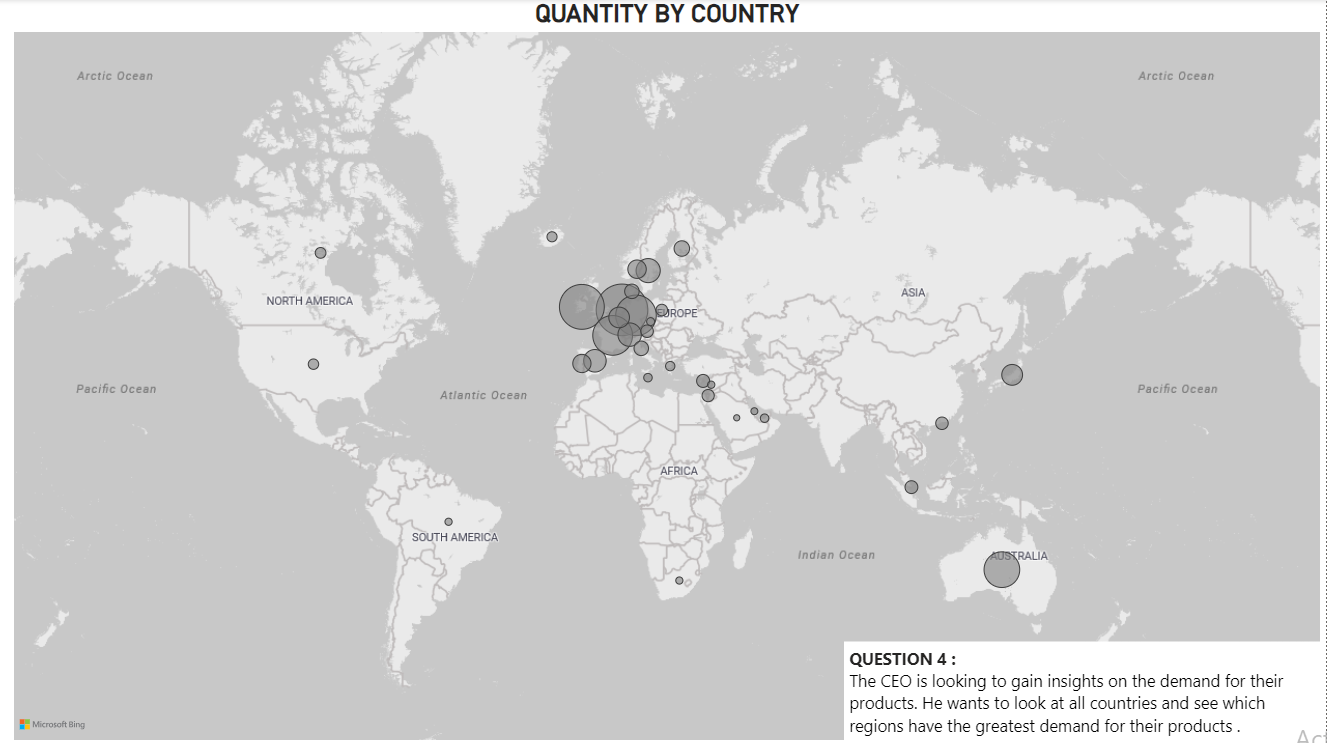 QUANTITY BY COUNTRY
Arctic Ocean
Arctic Ocean
NORTH AMERICA
ASIA
EUROPE
Pacific Ocean
Atlantic Ocean
Pacific Ocean
AFRICA
SOUTH AMERICA
Indian Ocean
AUSTRALIA
QUESTION 4 :
The CEO is looking to gain insights on the demand for their
products. He wants to look at all countries and see which
regions have the greatest demand for their products .
Microsoft Bing